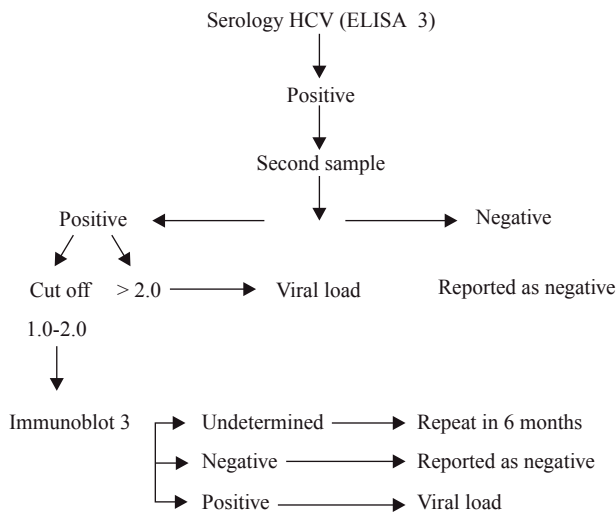 Serology HCV (ELISA 3)
Positive
Second sample
Positive
Negative
Cut off
> 2.0
Viral load
Reported as negative
1.0-2.0
Immunoblot 3
Undetermined
Repeat in 6 months
Negative
Reported as negative
Positive
Viral load